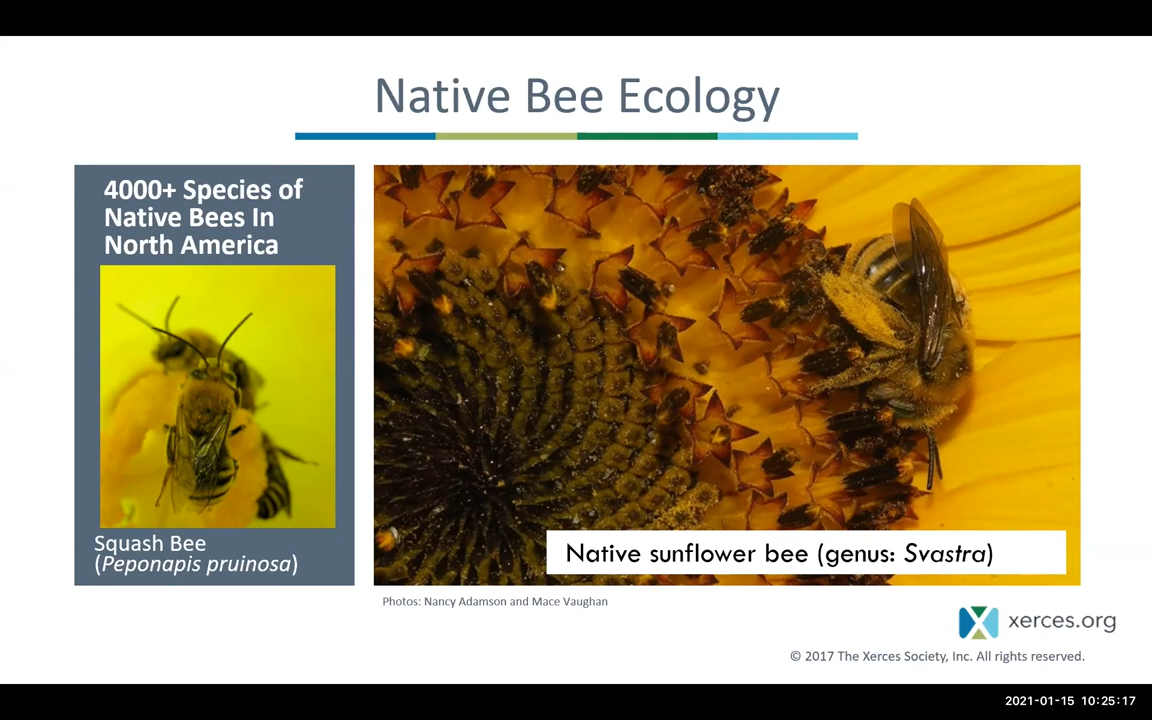 Native Bee Ecology
4000+ Species of
Native Bees In
North America
Squash Bee
(Peponapis pruinosa)
Native sunflower bee (genus: Svastra)
Photos: Nancy Adamson and Mace Vaughan
xerces.org
© 2017 The Xerces Society, Inc. All rights reserved.
2021-01-15 10:25:17